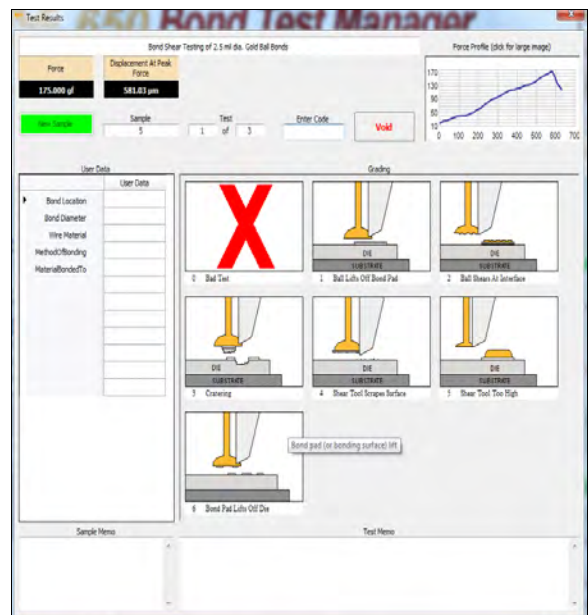 650 Bond Test Manager
Test Results
Bond Shear Testing of 2.5 mil dia. Gold Ball Bonds
Force Profile (click for large image)
Force
Displacement At Peak
Force
175.000 gf
581.03 µm
170
130
90
50
10
0 100 200 300 400 500 600 700
New Sample
Sample
5
Test
1 of 3
Enter Code
Void
User Data
User Data
Bond Location
Bond Diameter
Wire Material
MethodOfBonding
MaterialBondedTo
Grading
X
0 Bad Test
DIE
SUBSTRATE
1 Ball Lifts Off Bond Pad
DIE
SUBSTRATE
2 Ball Shears At Interface
DIE
SUBSTRATE
3 Cratering
DIE
SUBSTRATE
4 Shear Tool Scrapes Surface
DIE
SUBSTRATE
5 Shear Tool Too High
Bond pad (or bonding surface) lift
6 Bond Pad Lifts Off Die
Sample Memo
Test Memo